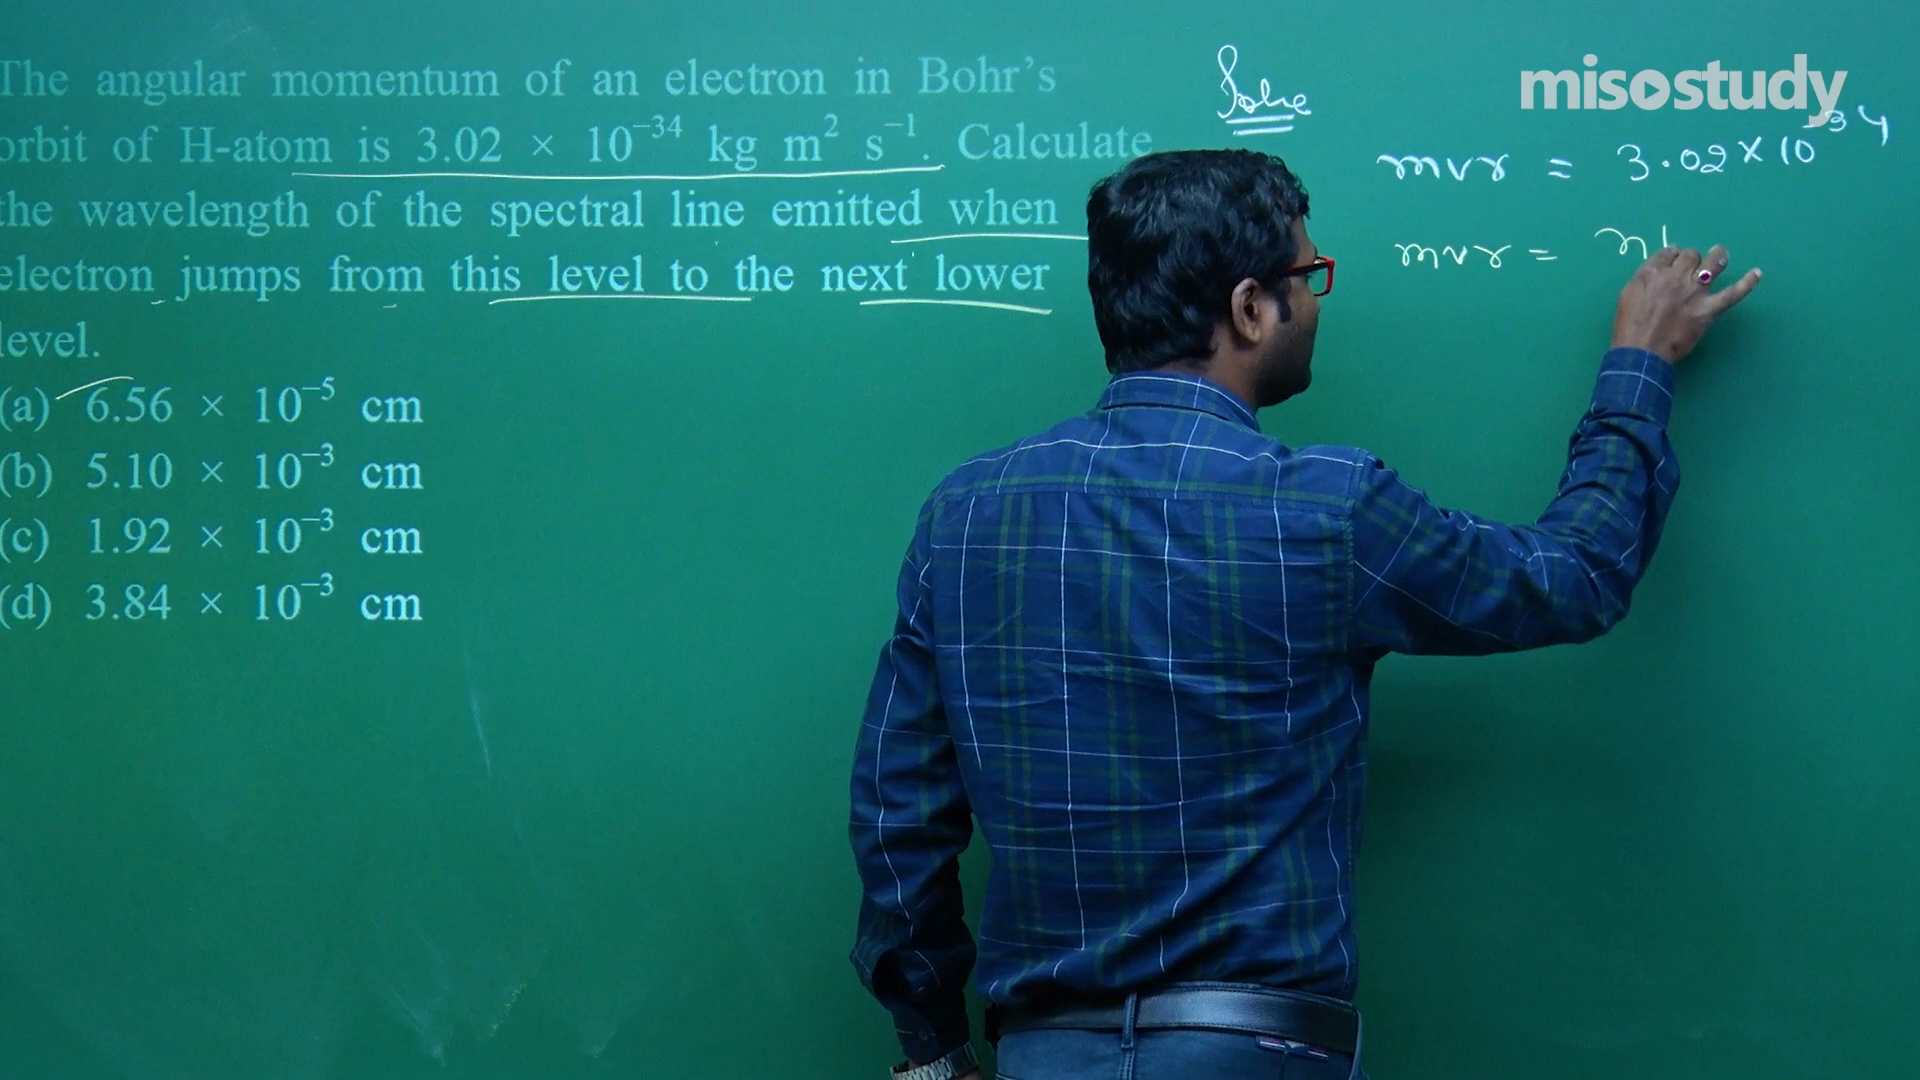 The angular momentum of an electron in Bohr's
orbit of H-atom is 3.02 × 10⁻³⁴ kg m² s⁻¹. Calculate
the wavelength of the spectral line emitted when
electron jumps from this level to the next lower
level.
(a) 6.56 × 10⁻⁵ cm
(b) 5.10 × 10⁻³ cm
(c) 1.92 × 10⁻³ cm
(d) 3.84 × 10⁻³ cm
misostudy
mvr = 3.02×10⁻³⁴
mvr = n